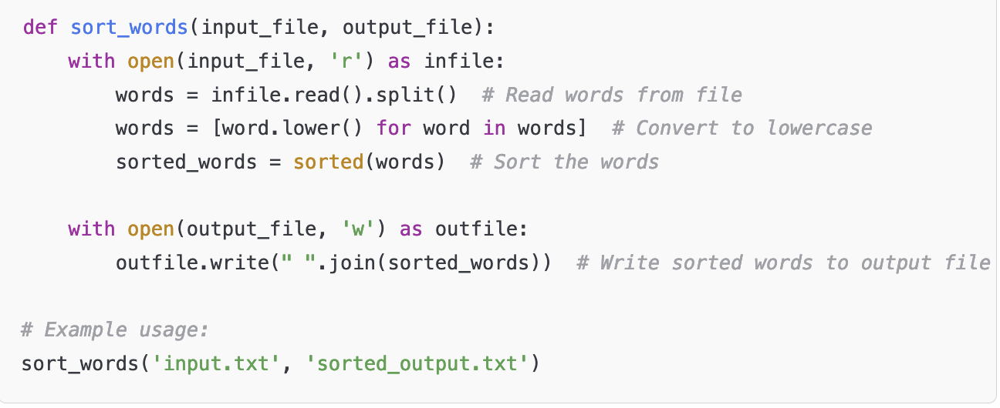 def sort_words(input_file, output_file):
    with open(input_file, 'r') as infile:
        words = infile.read().split()  # Read words from file
        words = [word.lower() for word in words]  # Convert to lowercase
        sorted_words = sorted(words)  # Sort the words

    with open(output_file, 'w') as outfile:
        outfile.write(" ".join(sorted_words))  # Write sorted words to output file

# Example usage:
sort_words('input.txt', 'sorted_output.txt')